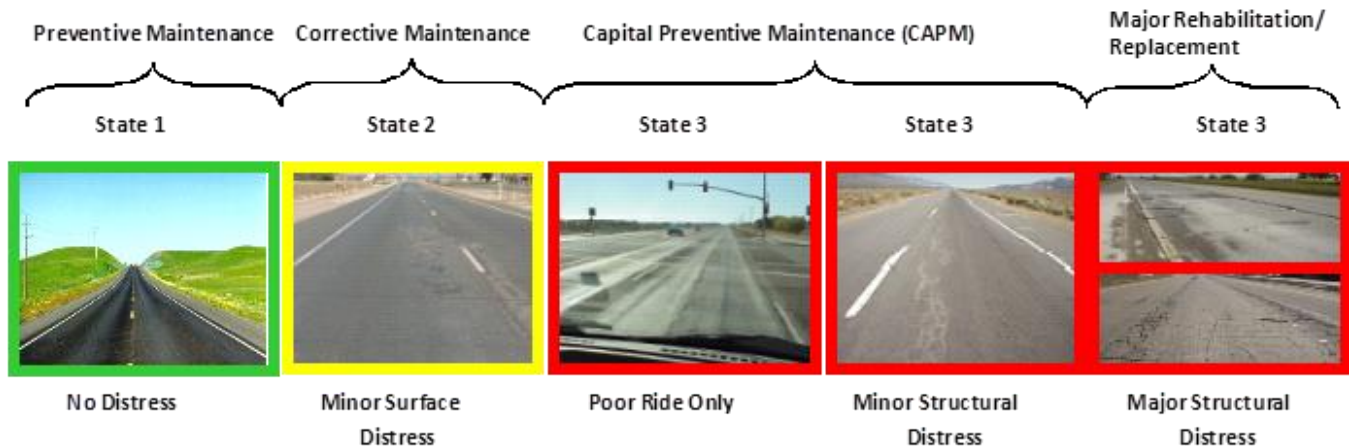 Preventive Maintenance
Corrective Maintenance
Capital Preventive Maintenance (CAPM)
Major Rehabilitation/
Replacement
State 1
State 2
State 3
State 3
State 3
No Distress
Minor Surface
Distress
Poor Ride Only
Minor Structural
Distress
Major Structural
Distress